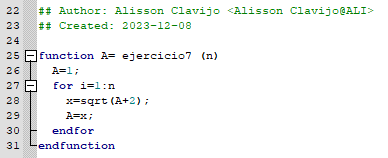 22 ## Author: Alisson Clavijo <Alisson Clavijo@ALI>
23 ## Created: 2023-12-08
24
25 function A= ejercicio7 (n)
26 A=1;
27 for i=1:n
28 x=sqrt(A+2);
29 A=x;
30 endfor
31 endfunction